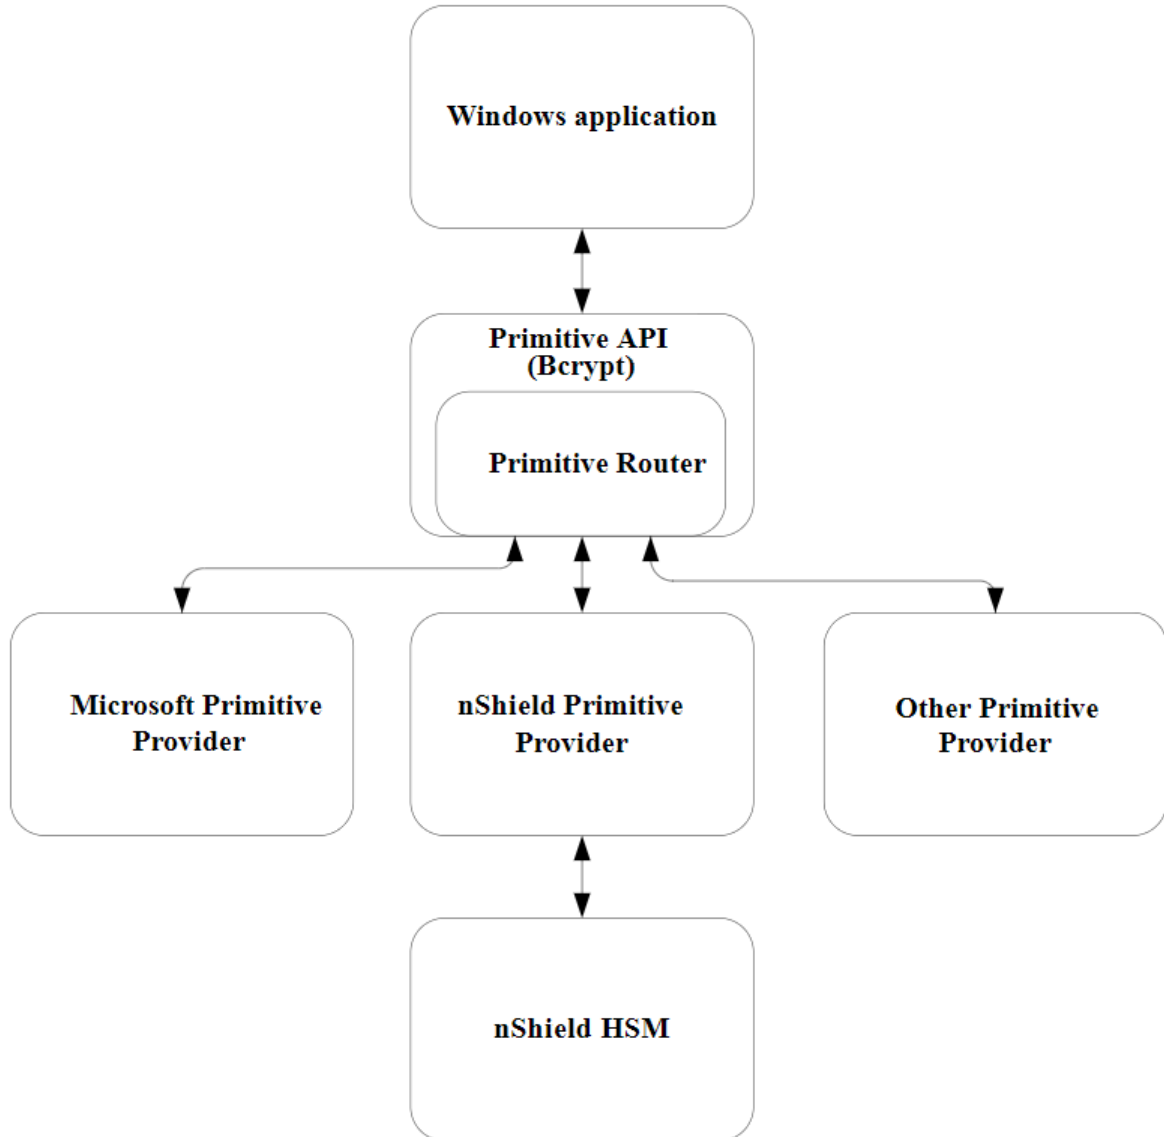 Windows application
Primitive API
(Bcrypt)
Primitive Router
Microsoft Primitive
Provider
nShield Primitive
Provider
Other Primitive
Provider
nShield HSM